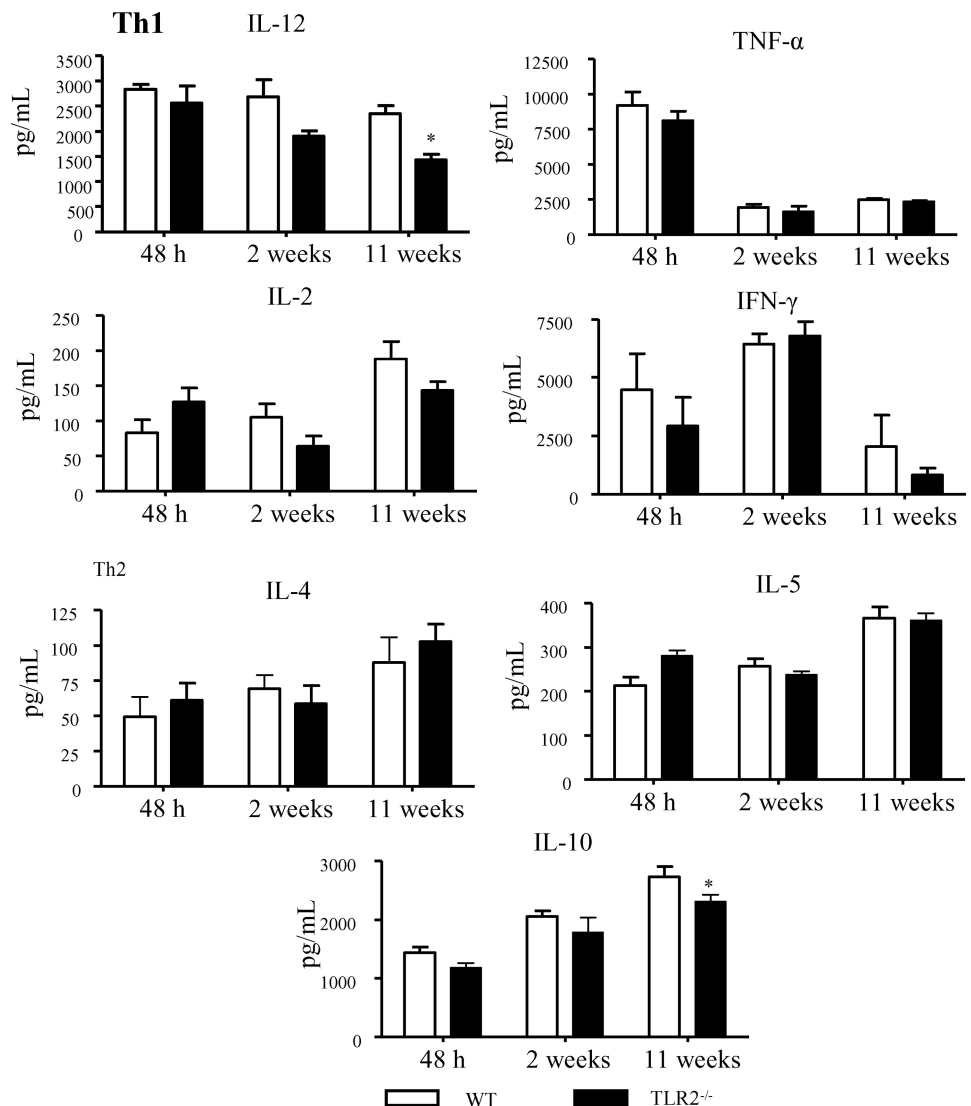 Th1
IL-12
pg/mL
3500
3000
2500
2000
1500
1000
500
0
*
48 h 2 weeks 11 weeks
TNF-α
pg/mL
12500
10000
7500
5000
2500
0
48 h 2 weeks 11 weeks
IL-2
pg/mL
250
200
150
100
50
0
48 h 2 weeks 11 weeks
IFN-γ
pg/mL
7500
5000
2500
0
48 h 2 weeks 11 weeks
Th2
IL-4
pg/mL
125
100
75
50
25
0
48 h 2 weeks 11 weeks
IL-5
pg/mL
400
300
200
100
0
48 h 2 weeks 11 weeks
IL-10
pg/mL
3000
2000
1000
0
*
48 h 2 weeks 11 weeks
WT TLR2-/-